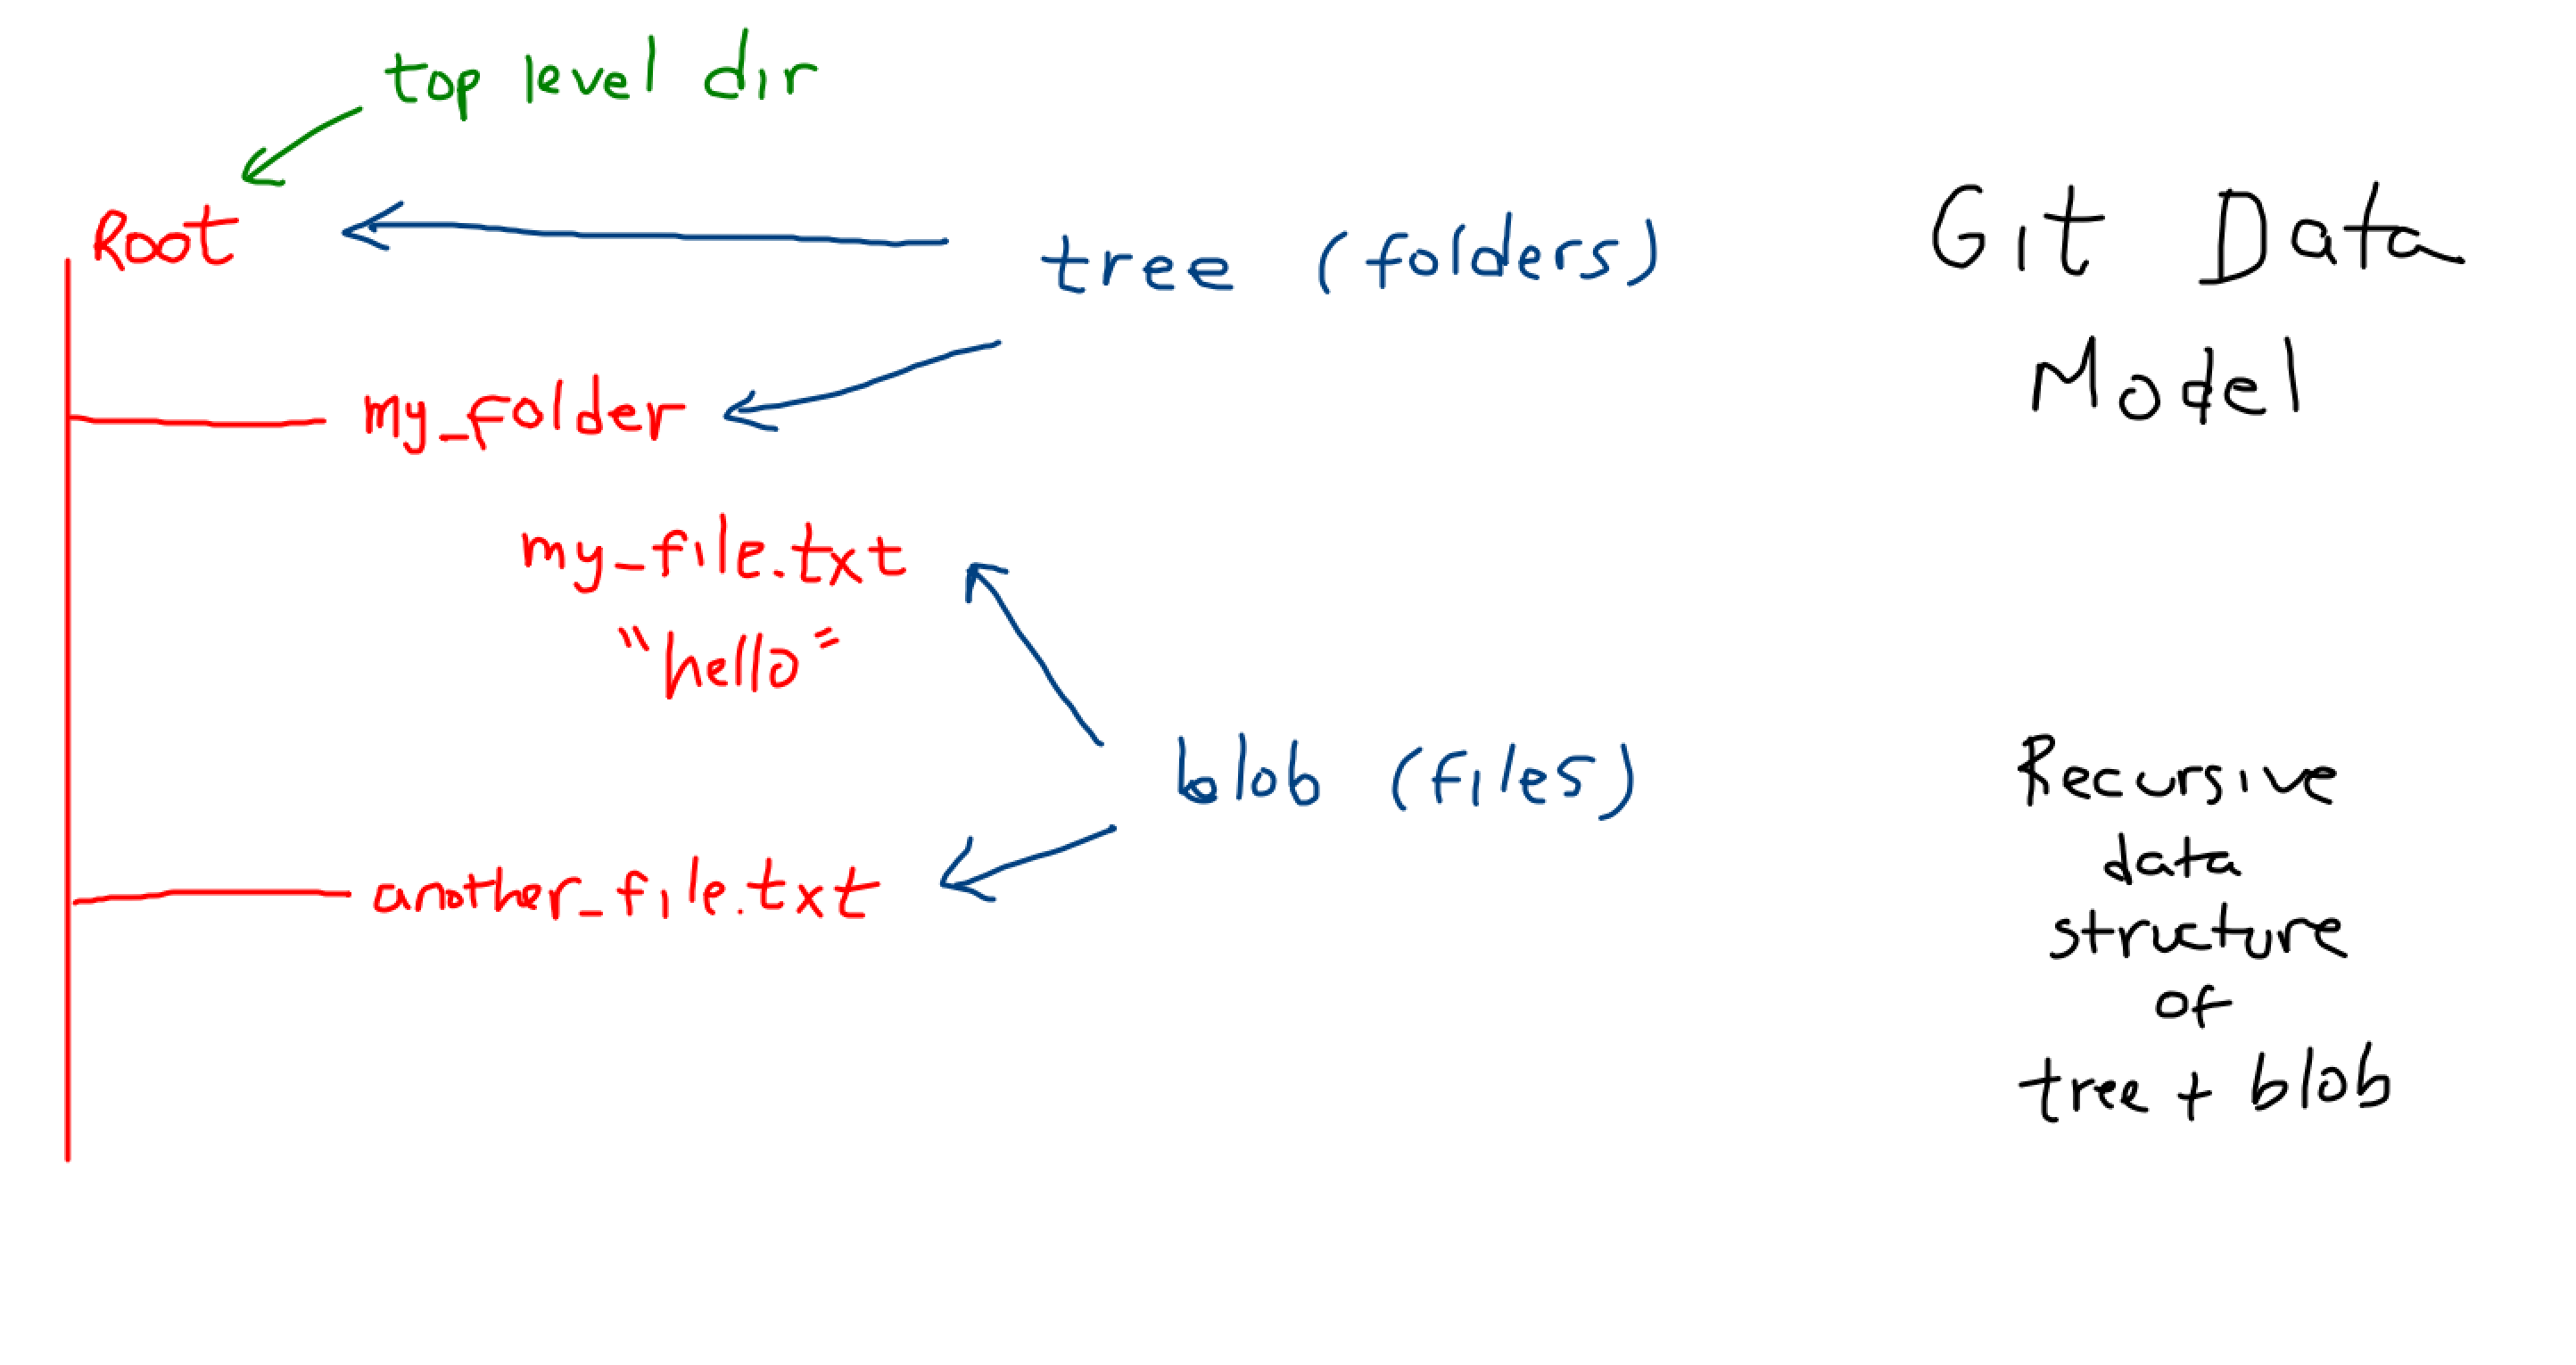 top level dir
Root
tree (folders)
Git Data
Model
my_folder
my_file.txt
"hello"
blob (files)
another_file.txt
Recursive
data
structure
of
tree + blob